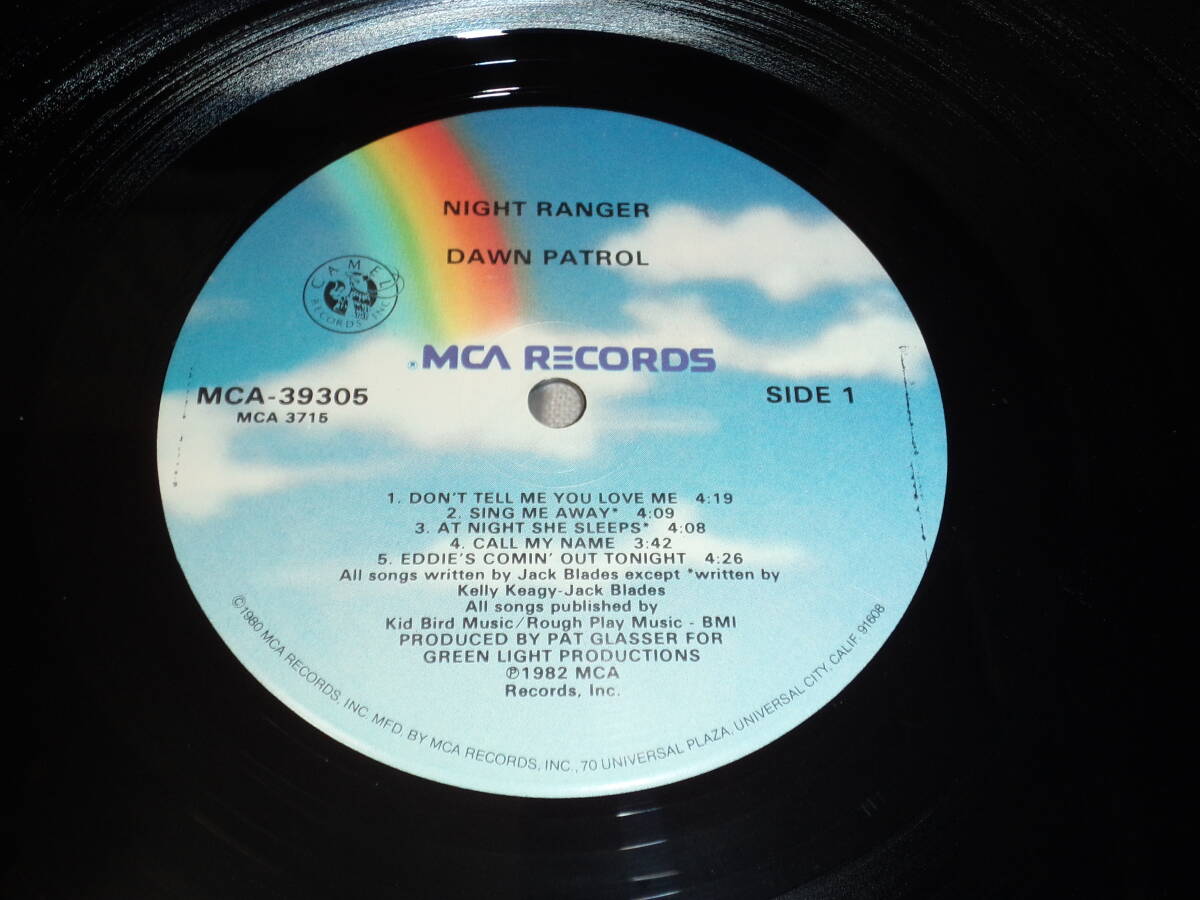 NIGHT RANGER
DAWN PATROL
CAMEL
RECORDS INC.
®MCA RECORDS
MCA-39305
MCA 3715
SIDE 1
1. DON'T TELL ME YOU LOVE ME 4:19
2. SING ME AWAY* 4:09
3. AT NIGHT SHE SLEEPS* 4:08
4. CALL MY NAME 3:42
5. EDDIE'S COMIN' OUT TONIGHT 4:26
All songs written by Jack Blades except *written by
Kelly Keagy-Jack Blades
All songs published by
Kid Bird Music/Rough Play Music - BMI
PRODUCED BY PAT GLASSER FOR
GREEN LIGHT PRODUCTIONS
℗1982 MCA
Records, Inc.
©1980 MCA RECORDS, INC. MFD. BY MCA RECORDS, INC., 70 UNIVERSAL PLAZA, UNIVERSAL CITY, CALIF. 91608